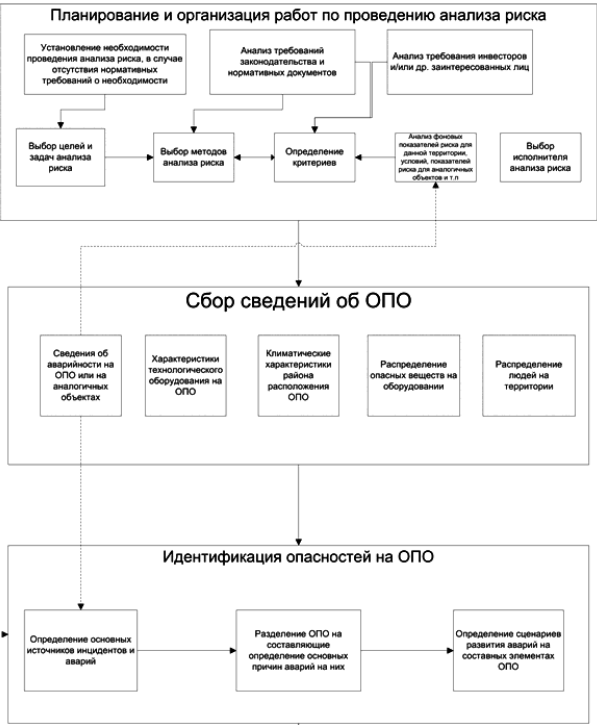 Планирование и организация работ по проведению анализа риска
Установление необходимости
проведения анализа риска, в случае
отсутствия нормативных
требований о необходимости
Анализ требований
законодательства и
нормативных документов
Анализ требования инвесторов
и/или др. заинтересованных лиц
Выбор целей и
задач анализа
риска
Выбор методов
анализа риска
Определение
критериев
Анализ фоновых
показателей риска для
данной территории,
условий, показателей
риска для аналогичных
объектов и т.п
Выбор
исполнителя
анализа риска
Сбор сведений об ОПО
Сведения об
аварийности на
ОПО или на
аналогичных
объектах
Характеристики
технологического
оборудования на
ОПО
Климатические
характеристики
района
расположения
ОПО
Распределение
опасных веществ на
оборудовании
Распределение
людей на
территории
Идентификация опасностей на ОПО
Определение основных
источников инцидентов и
аварий
Разделение ОПО на
составляющие
определение основных
причин аварий на них
Определение сценариев
развития аварий на
составных элементах
ОПО